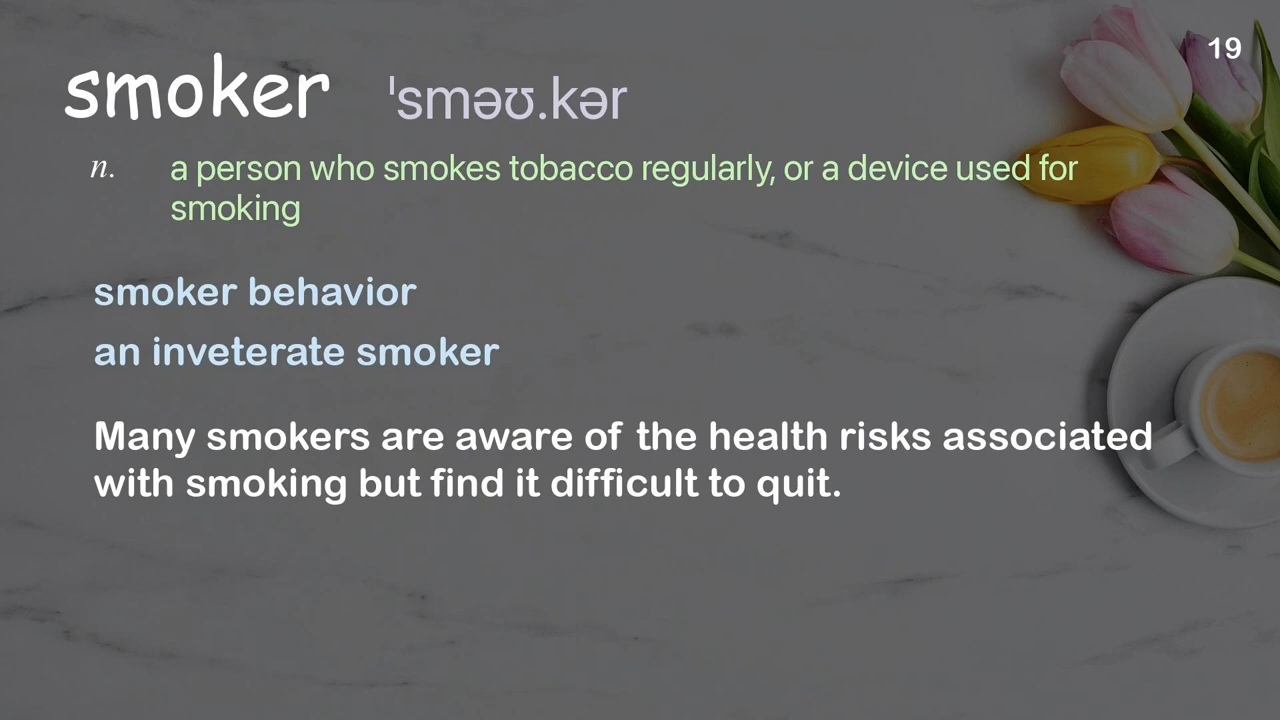 19
smoker ˈsməʊ.kər
n. a person who smokes tobacco regularly, or a device used for
smoking
smoker behavior
an inveterate smoker
Many smokers are aware of the health risks associated
with smoking but find it difficult to quit.